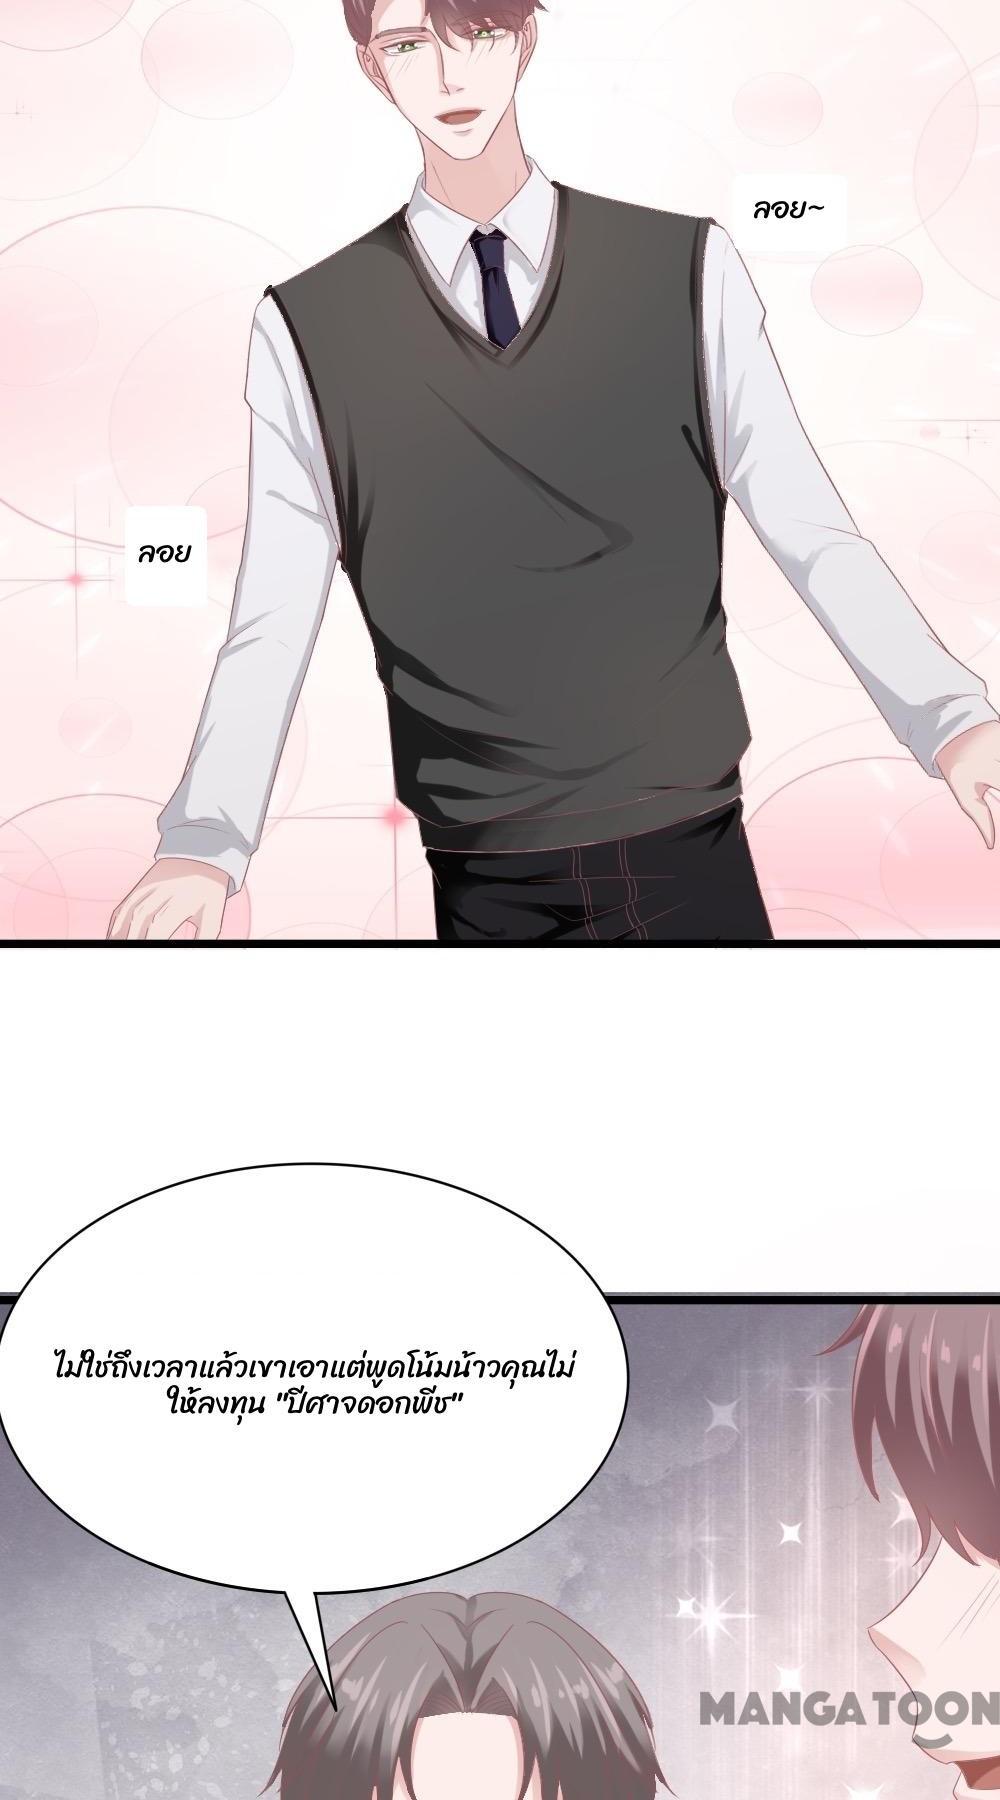 ลอย~
ลอย
ไม่ใช่ถึงเวลาแล้วเขาเอาแต่พูดโน้มน้าวคุณไม่
ให้ลงทุน "ปีศาจดอกพีช"
MANGATOON